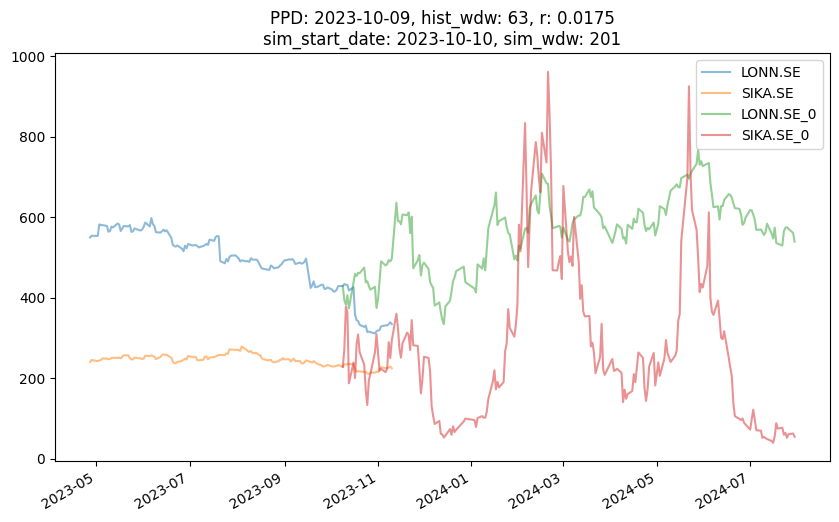 PPD: 2023-10-09, hist_wdw: 63, r: 0.0175
sim_start_date: 2023-10-10, sim_wdw: 201
LONN.SE
SIKA.SE
LONN.SE_0
SIKA.SE_0
1000
800
600
400
200
0
2023-05
2023-07
2023-09
2023-11
2024-01
2024-03
2024-05
2024-07